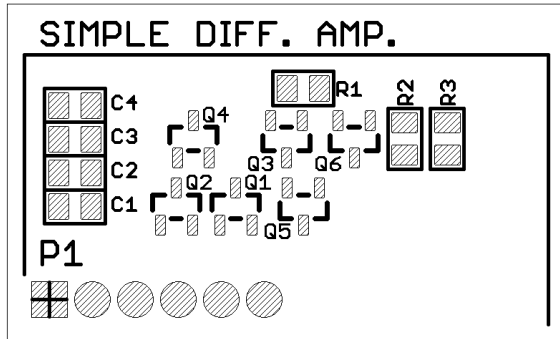 SIMPLE DIFF. AMP.
R1
R2
R3
C4
C3
C2
C1
Q4
Q3
Q6
Q2
Q1
Q5
P1